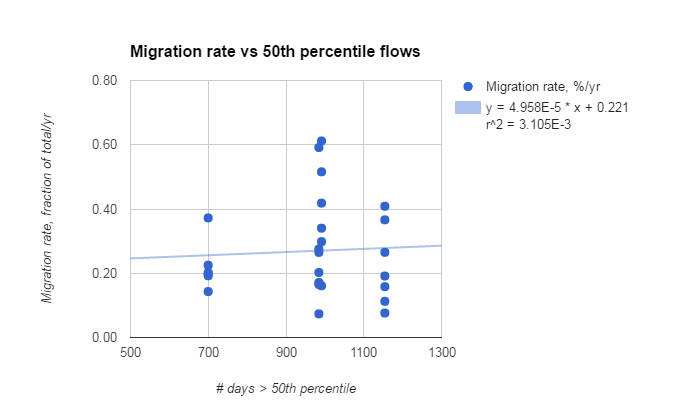 Migration rate vs 50th percentile flows
Migration rate, %/yr
y = 4.958E-5 * x + 0.221
r^2 = 3.105E-3
Migration rate, fraction of total/yr
0.80
0.60
0.40
0.20
0.00
500 700 900 1100 1300
# days > 50th percentile